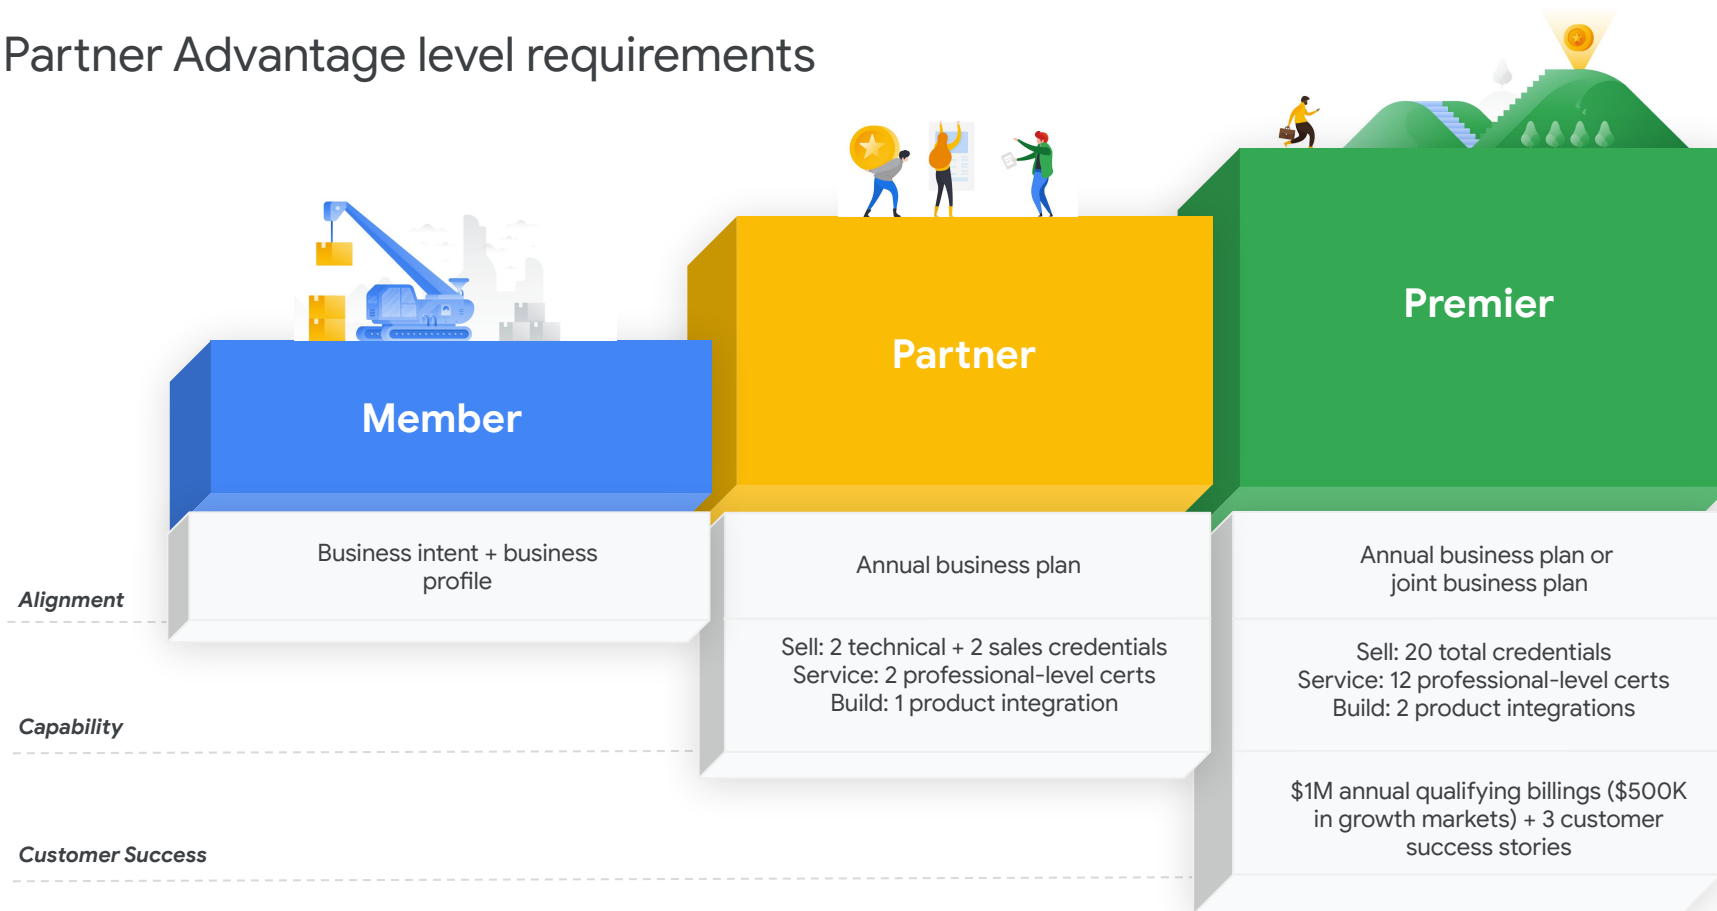 Partner Advantage level requirements
Member
Partner
Premier
Alignment
Business intent + business
profile
Annual business plan
Annual business plan or
joint business plan
Capability
Sell: 2 technical + 2 sales credentials
Service: 2 professional-level certs
Build: 1 product integration
Sell: 20 total credentials
Service: 12 professional-level certs
Build: 2 product integrations
Customer Success
$1M annual qualifying billings ($500K
in growth markets) + 3 customer
success stories